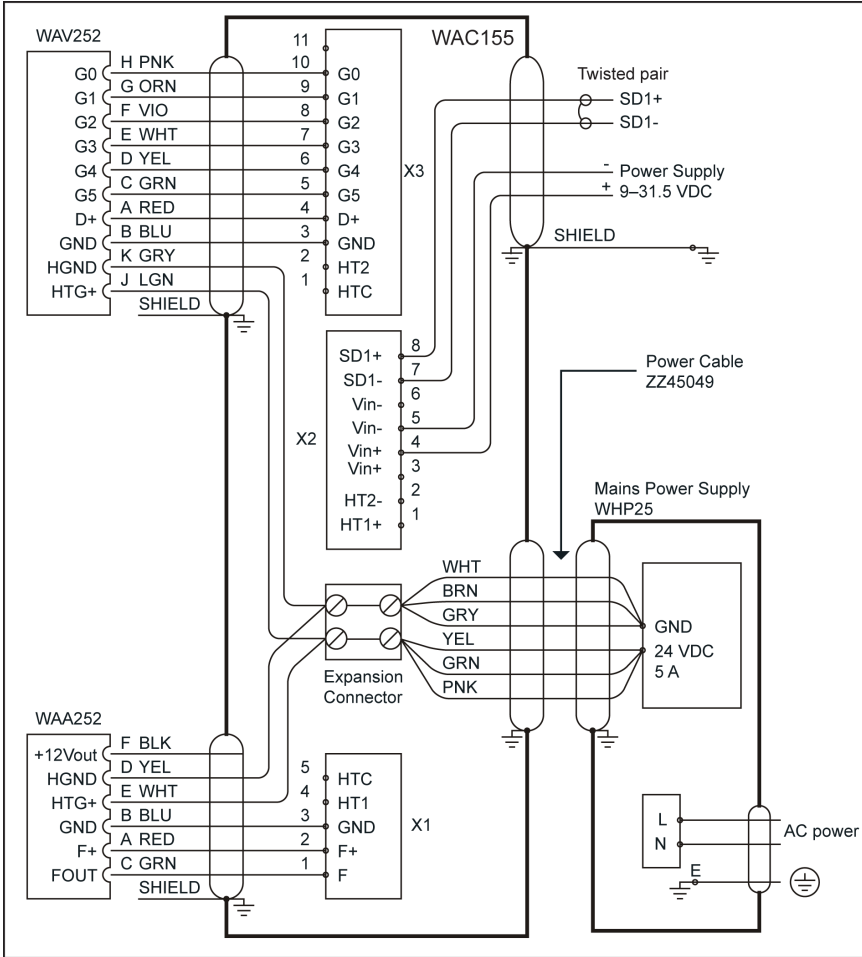 WAV252
WAC155
H PNK
G ORN
F VIO
E WHT
D YEL
C GRN
A RED
B BLU
K GRY
J LGN
SHIELD
G0
G1
G2
G3
G4
G5
D+
GND
HGND
HTG+
11
10
9
8
7
6
5
4
3
2
1
G0
G1
G2
G3
G4
G5
D+
GND
HT2
HTC
X3
Twisted pair
SD1+
SD1-
- Power Supply
+ 9–31.5 VDC
SHIELD
X2
SD1+ 8
SD1- 7
Vin- 6
Vin- 5
Vin+ 4
Vin+ 3
HT2- 2
HT1+ 1
Power Cable
ZZ45049
Mains Power Supply
WHP25
WHT
BRN
GRY
YEL
GRN
PNK
GND
24 VDC
5 A
Expansion
Connector
WAA252
+12Vout
HGND
HTG+
GND
F+
FOUT
F BLK
D YEL
E WHT
B BLU
A RED
C GRN
SHIELD
5 HTC
4 HT1
3 GND
2 F+
1 F
X1
L
N
E
AC power